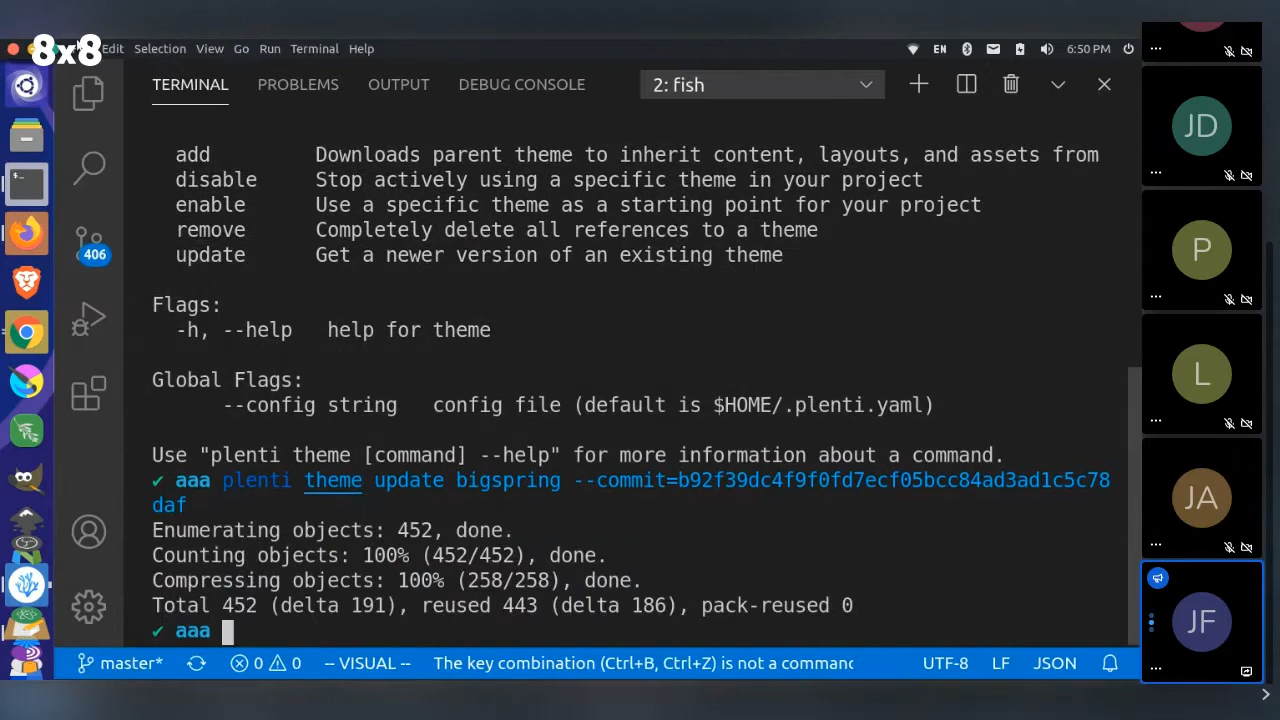 8x8
Edit Selection View Go Run Terminal Help
EN 6:50 PM
TERMINAL PROBLEMS OUTPUT DEBUG CONSOLE 2: fish
add Downloads parent theme to inherit content, layouts, and assets from
disable Stop actively using a specific theme in your project
enable Use a specific theme as a starting point for your project
remove Completely delete all references to a theme
update Get a newer version of an existing theme
406
Flags:
-h, --help help for theme
Global Flags:
--config string config file (default is $HOME/.plenti.yaml)
Use "plenti theme [command] --help" for more information about a command.
✔ aaa plenti theme update bigspring --commit=b92f39dc4f9f0fd7ecf05bcc84ad3ad1c5c78
daf
Enumerating objects: 452, done.
Counting objects: 100% (452/452), done.
Compressing objects: 100% (258/258), done.
Total 452 (delta 191), reused 443 (delta 186), pack-reused 0
✔ aaa
master* 0 0 -- VISUAL -- The key combination (Ctrl+B, Ctrl+Z) is not a command UTF-8 LF JSON
JD
P
L
JA
JF